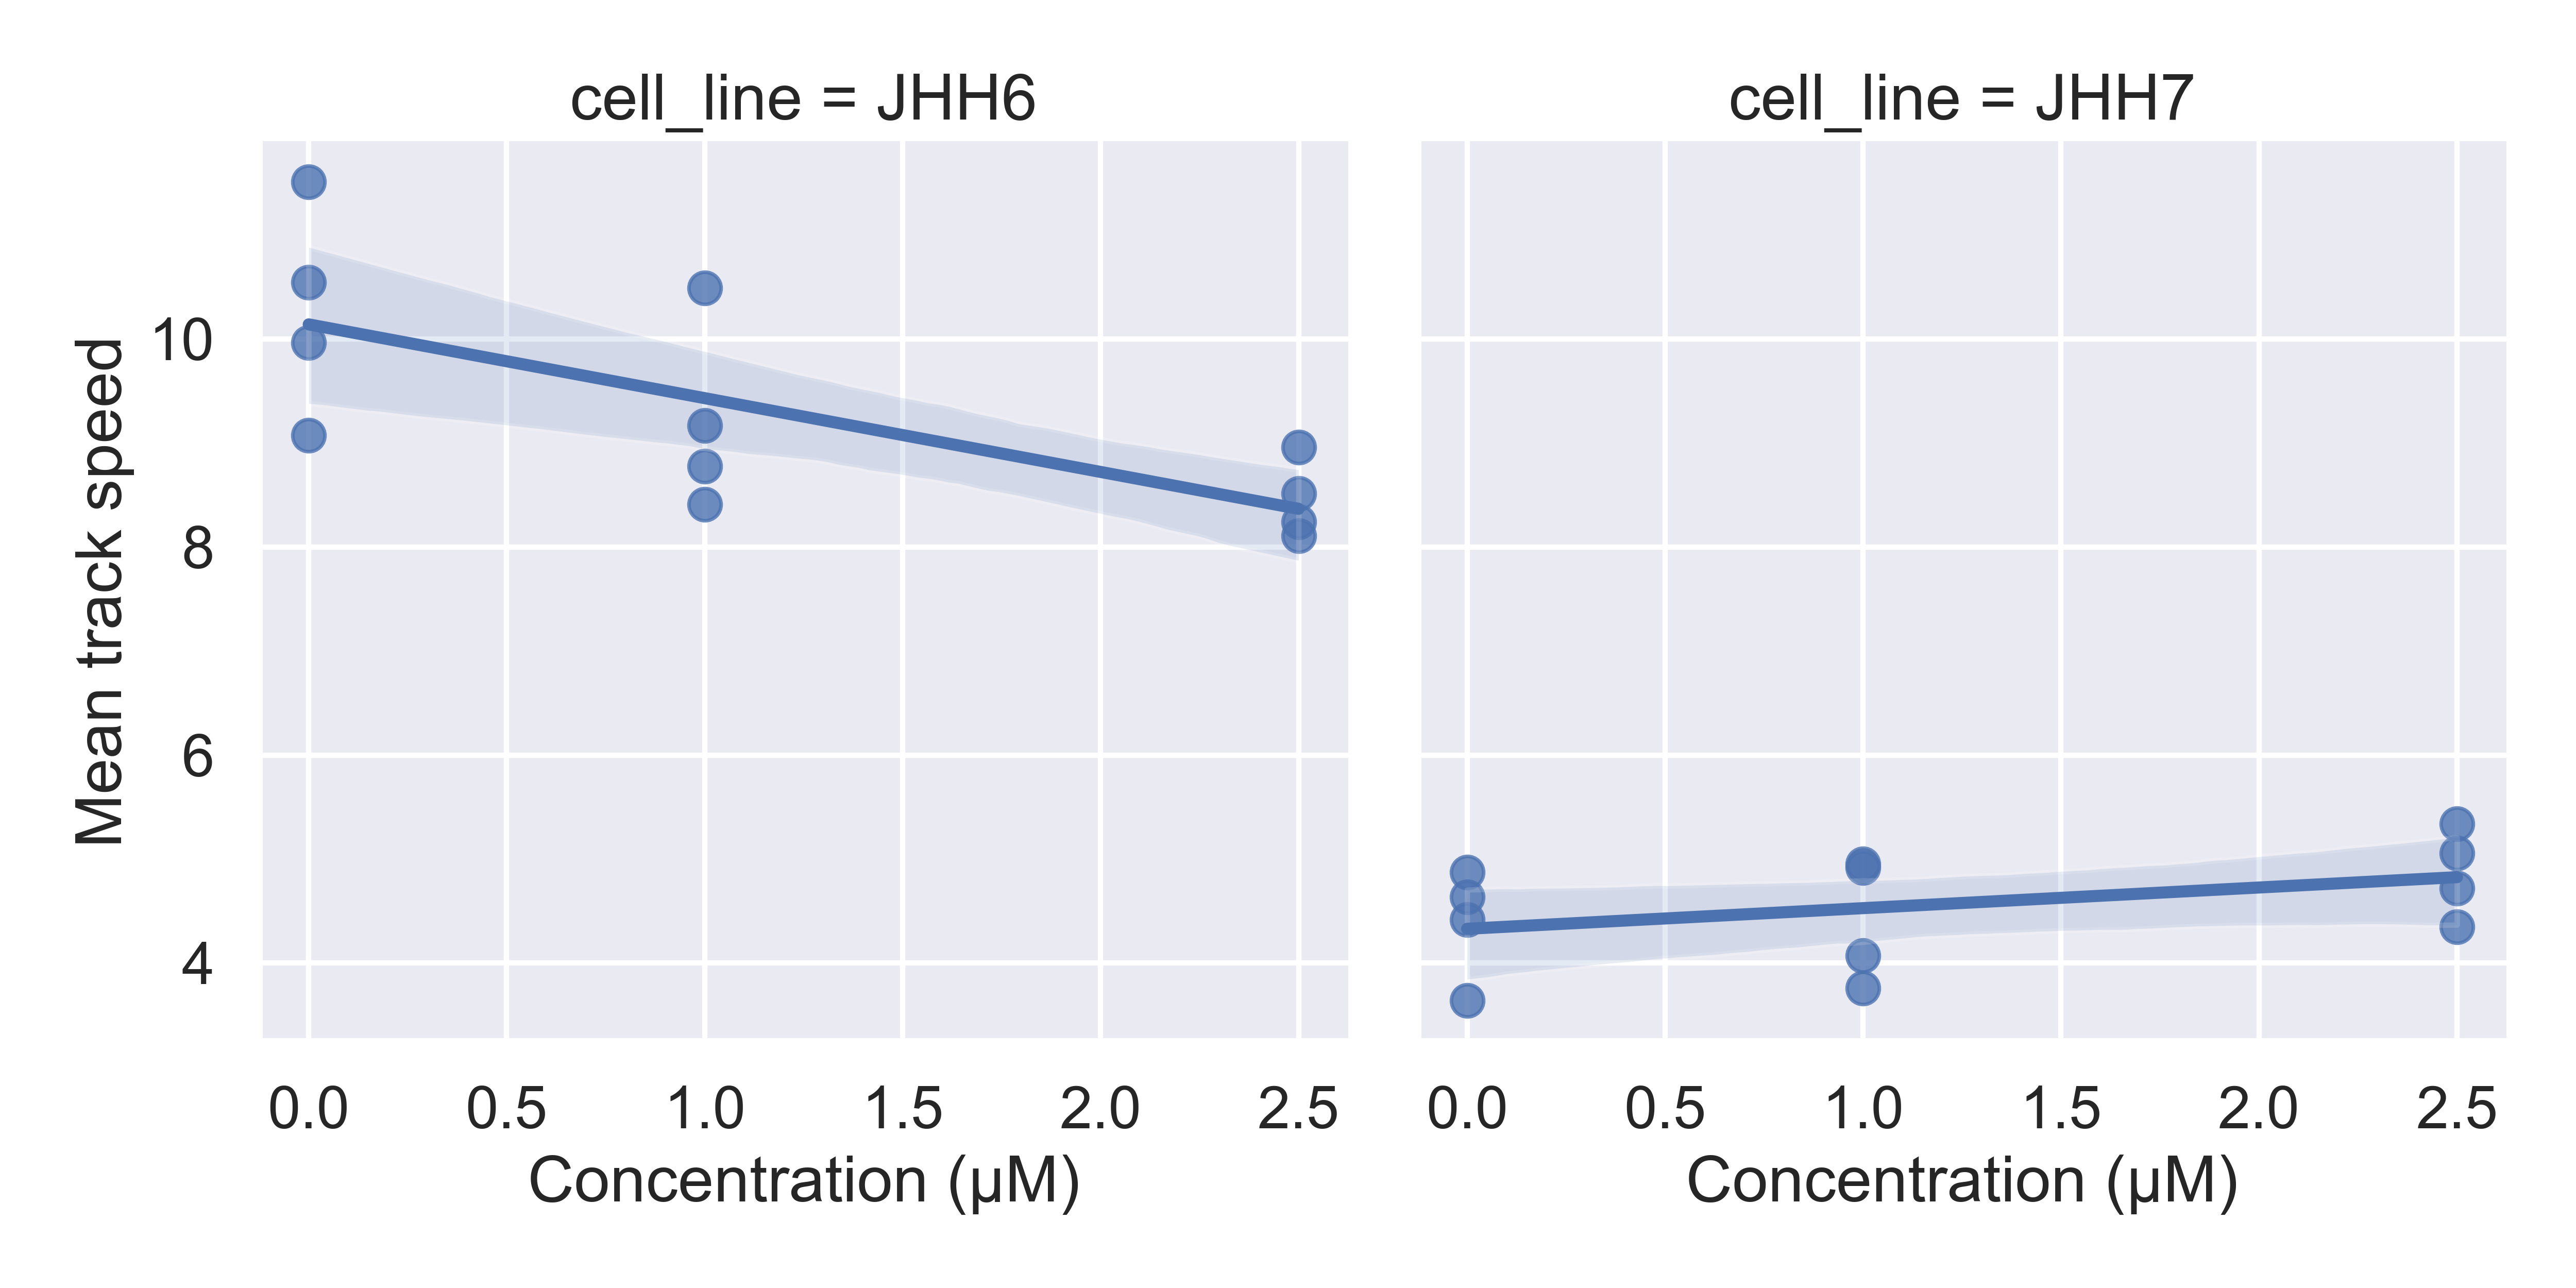 cell_line = JHH6
cell_line = JHH7
Mean track speed
10
8
6
4
0.0 0.5 1.0 1.5 2.0 2.5
0.0 0.5 1.0 1.5 2.0 2.5
Concentration (µM)
Concentration (µM)